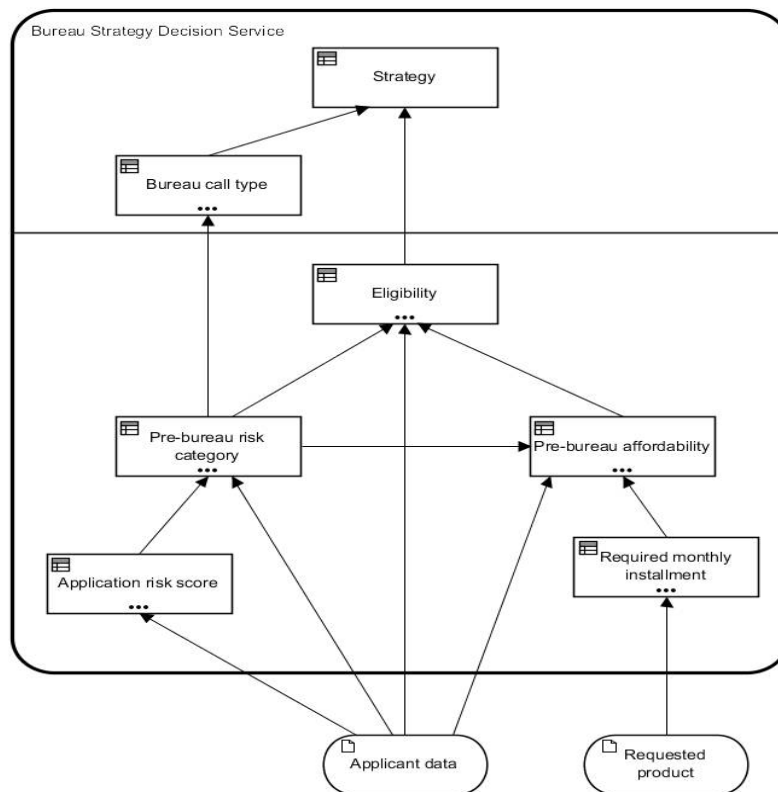 Bureau Strategy Decision Service
Strategy
Bureau call type
Eligibility
Pre-bureau risk
category
Pre-bureau affordability
Application risk score
Required monthly
installment
Applicant data
Requested
product